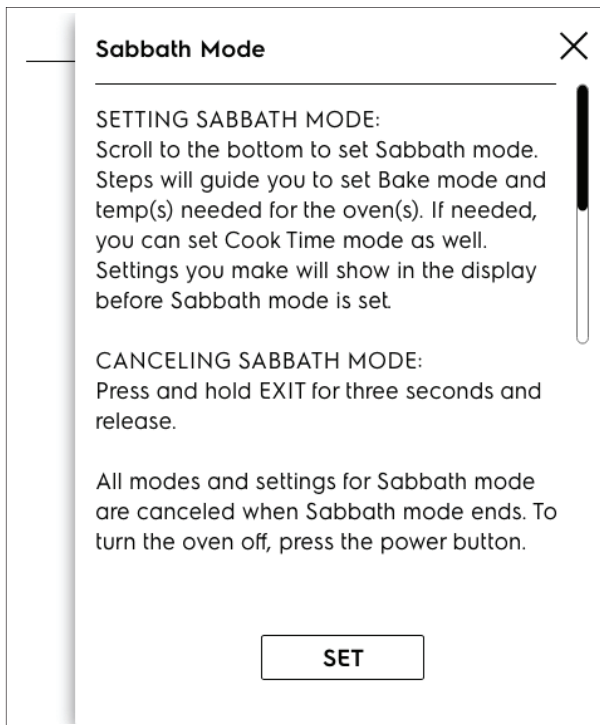 Sabbath Mode
SETTING SABBATH MODE:
Scroll to the bottom to set Sabbath mode.
Steps will guide you to set Bake mode and
temp(s) needed for the oven(s). If needed,
you can set Cook Time mode as well.
Settings you make will show in the display
before Sabbath mode is set.
CANCELING SABBATH MODE:
Press and hold EXIT for three seconds and
release.
All modes and settings for Sabbath mode
are canceled when Sabbath mode ends. To
turn the oven off, press the power button.
SET